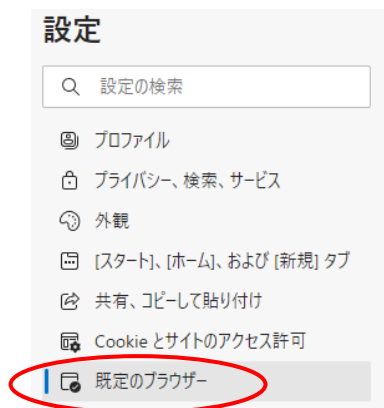 設定
設定の検索
プロファイル
プライバシー、検索、サービス
外観
[スタート]、[ホーム]、および [新規] タブ
共有、コピーして貼り付け
Cookie とサイトのアクセス許可
既定のブラウザー